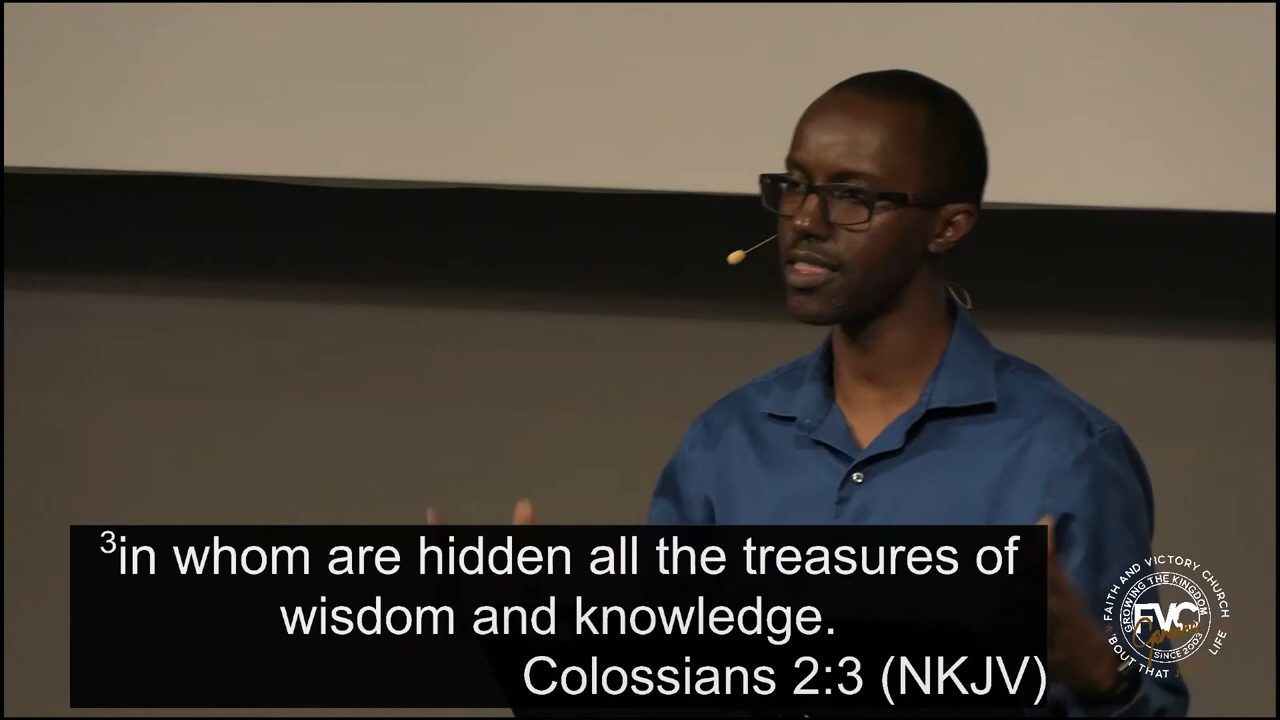 ³in whom are hidden all the treasures of
wisdom and knowledge.
Colossians 2:3 (NKJV)
FAITH AND VICTORY CHURCH
GROWING THE KINGDOM
FVC
SINCE 2003
'BOUT THAT
LIFE